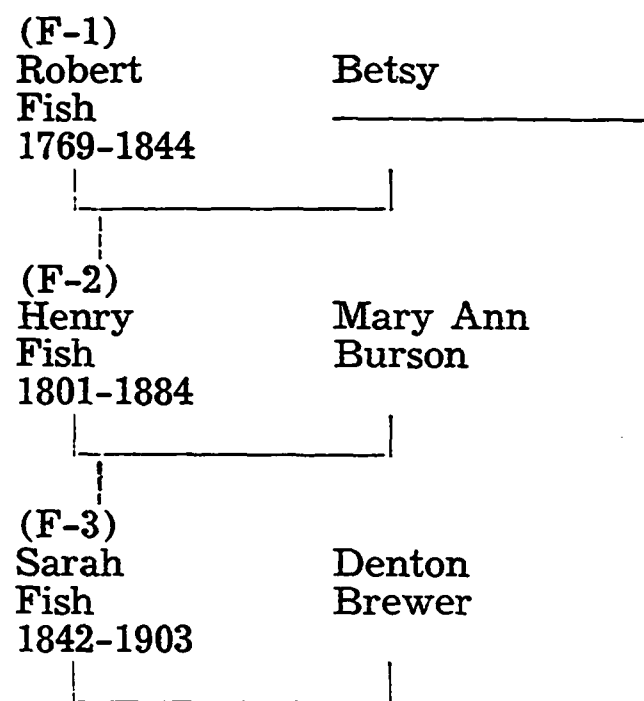 (F-1)
Robert Betsy
Fish
1769-1844
(F-2)
Henry Mary Ann
Fish Burson
1801-1884
(F-3)
Sarah Denton
Fish Brewer
1842-1903